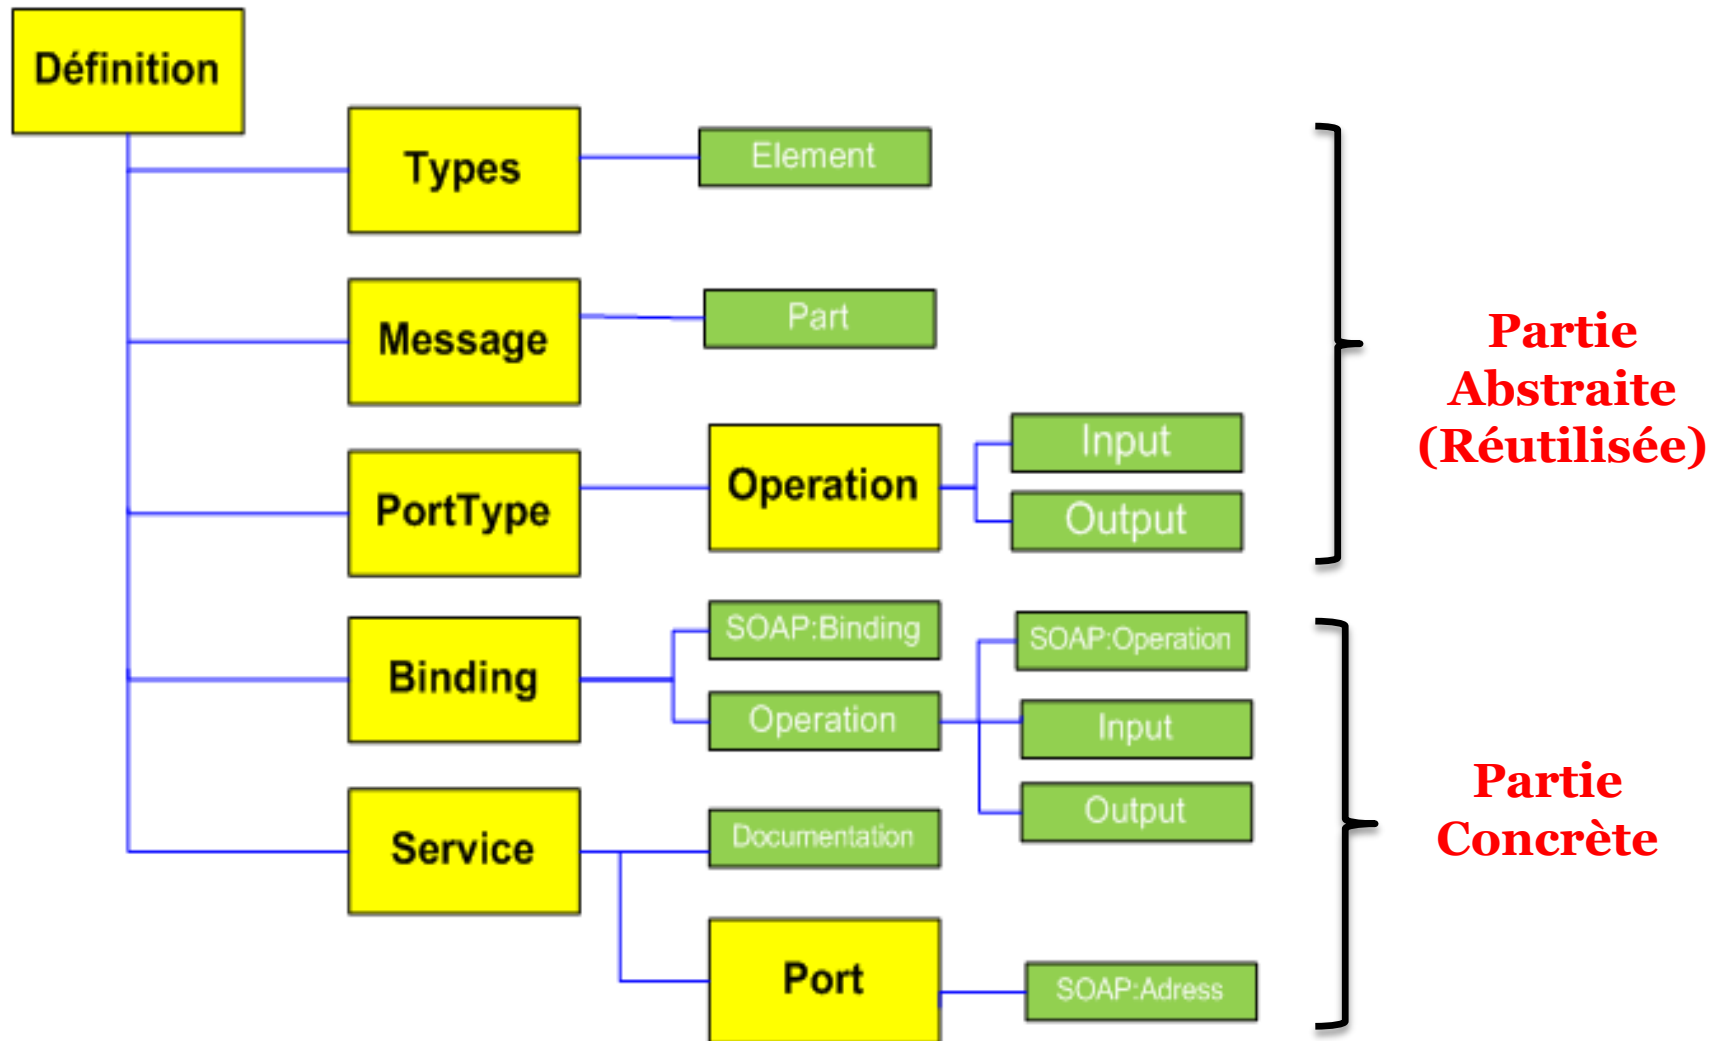 Définition
Types
Element
Message
Part
PortType
Operation
Input
Output
Partie
Abstraite
(Réutilisée)
Binding
SOAP:Binding
Operation
SOAP:Operation
Input
Output
Service
Documentation
Port
SOAP:Adress
Partie
Concrète